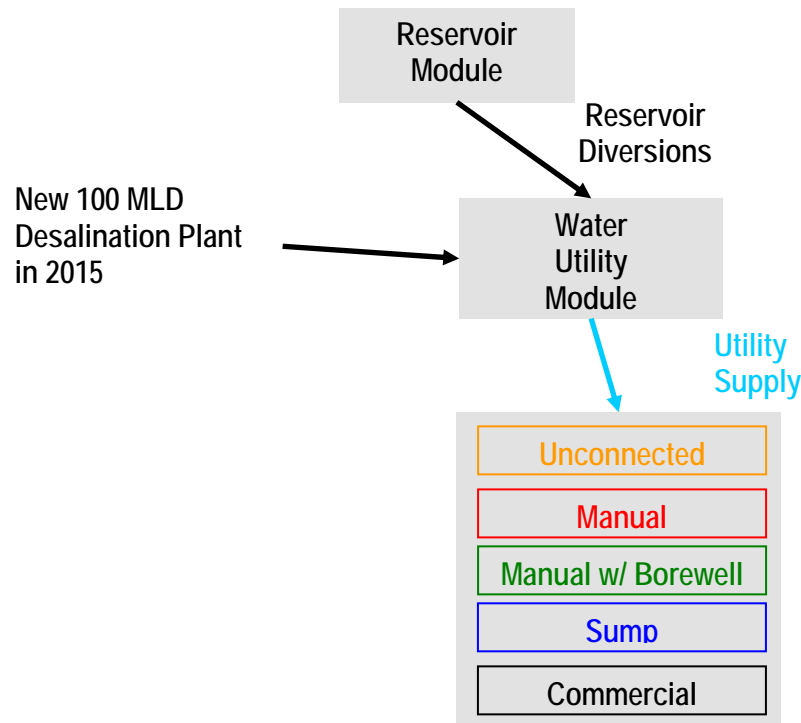 Reservoir
Module
Reservoir
Diversions
New 100 MLD
Desalination Plant
in 2015
Water
Utility
Module
Utility
Supply
Unconnected
Manual
Manual w/ Borewell
Sump
Commercial